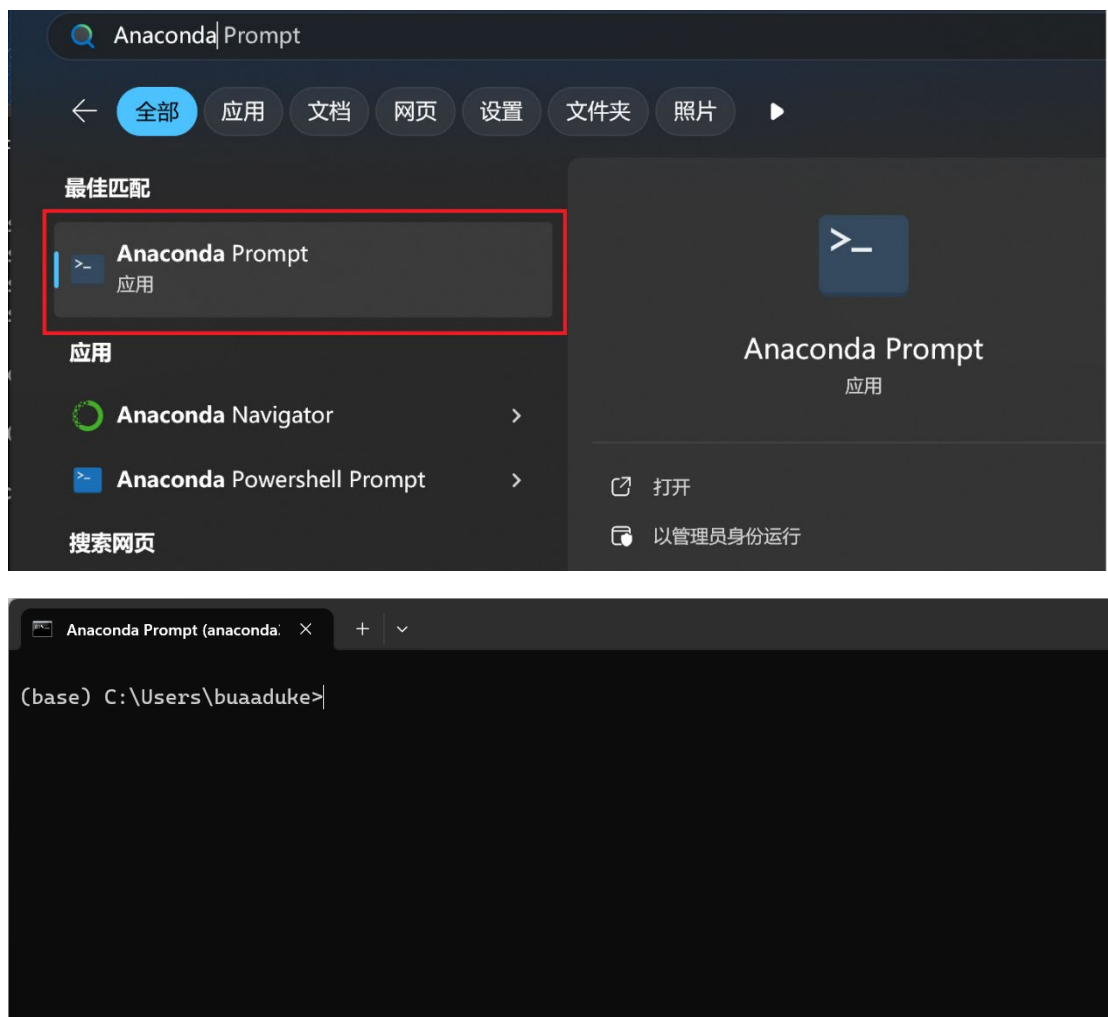 Anaconda Prompt
全部 应用 文档 网页 设置 文件夹 照片
最佳匹配
Anaconda Prompt
应用
应用
Anaconda Navigator
Anaconda Powershell Prompt
搜索网页
>_
Anaconda Prompt
应用
打开
以管理员身份运行
Anaconda Prompt (anaconda
(base) C:\Users\buaaduke>